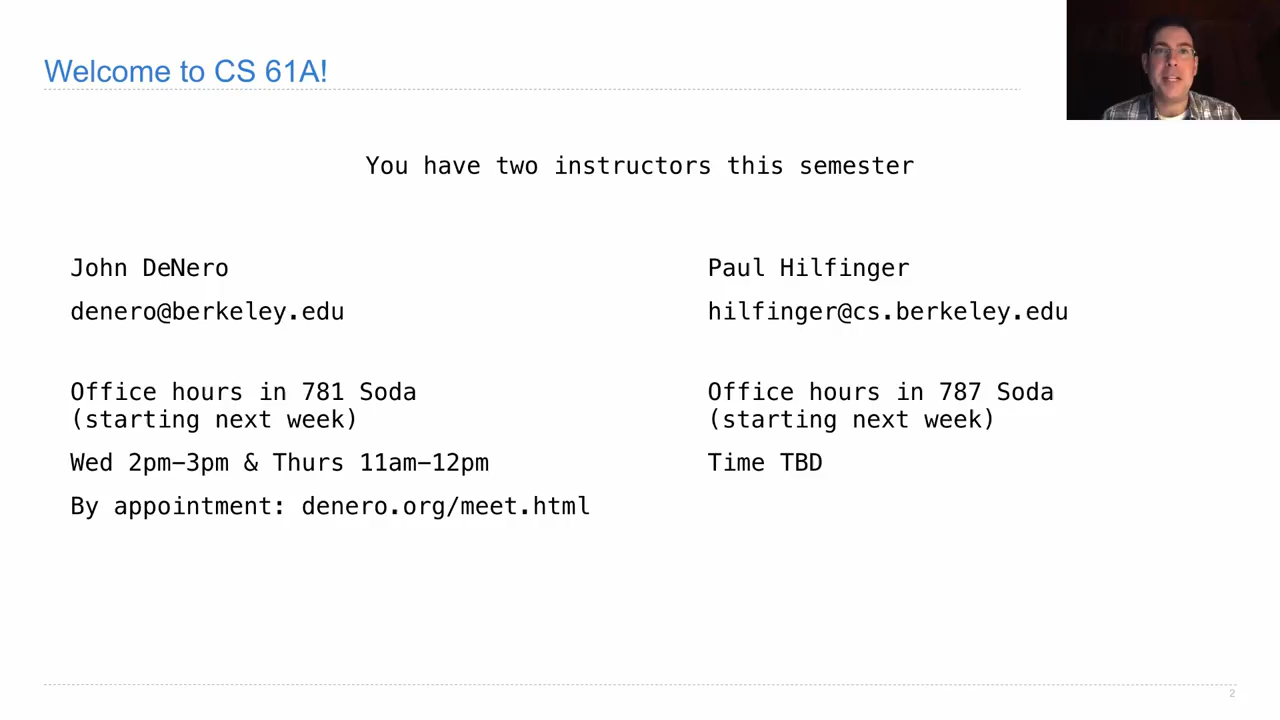 Welcome to CS 61A!
You have two instructors this semester
John DeNero
denero@berkeley.edu
Office hours in 781 Soda
(starting next week)
Wed 2pm–3pm & Thurs 11am–12pm
By appointment: denero.org/meet.html
Paul Hilfinger
hilfinger@cs.berkeley.edu
Office hours in 787 Soda
(starting next week)
Time TBD
2